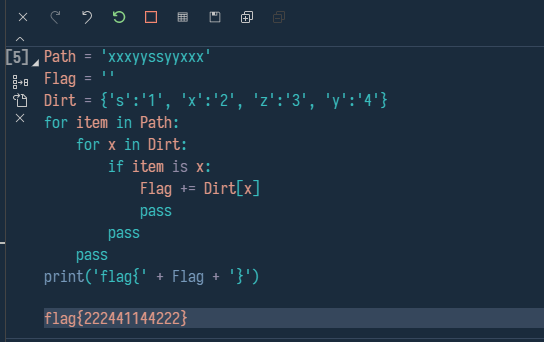 [5]
Path = 'xxxyyssyyxxx'
Flag = ''
Dirt = {'s':'1', 'x':'2', 'z':'3', 'y':'4'}
for item in Path:
    for x in Dirt:
        if item is x:
            Flag += Dirt[x]
            pass
        pass
    pass
print('flag{' + Flag + '}')
flag{222441144222}